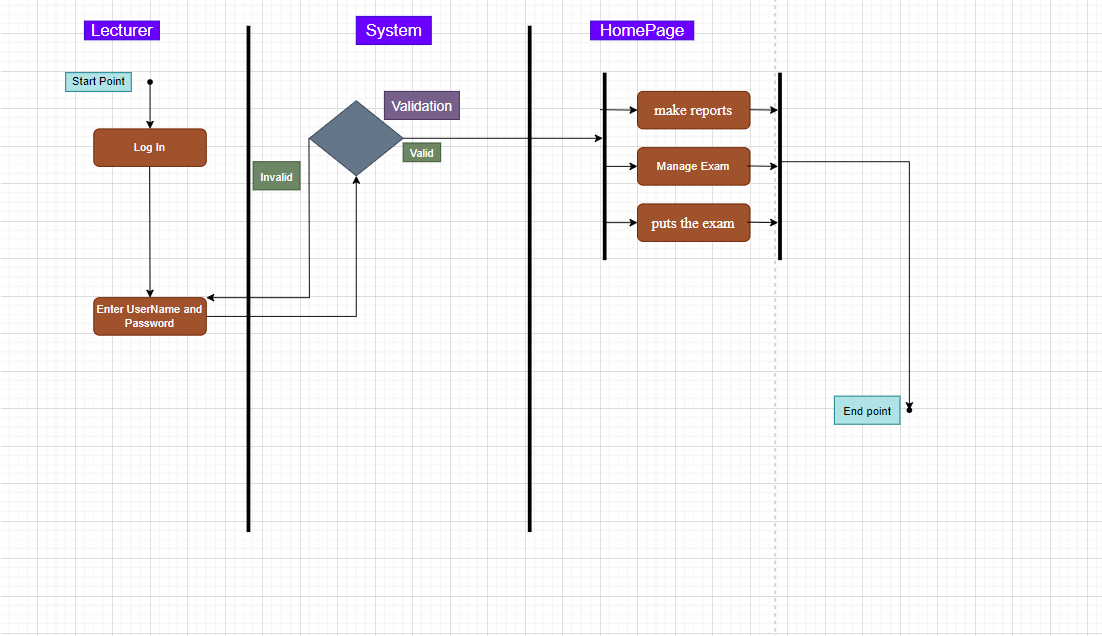 Lecturer
System
HomePage
Start Point
Log In
Validation
Valid
Invalid
make reports
Manage Exam
puts the exam
Enter UserName and
Password
End point